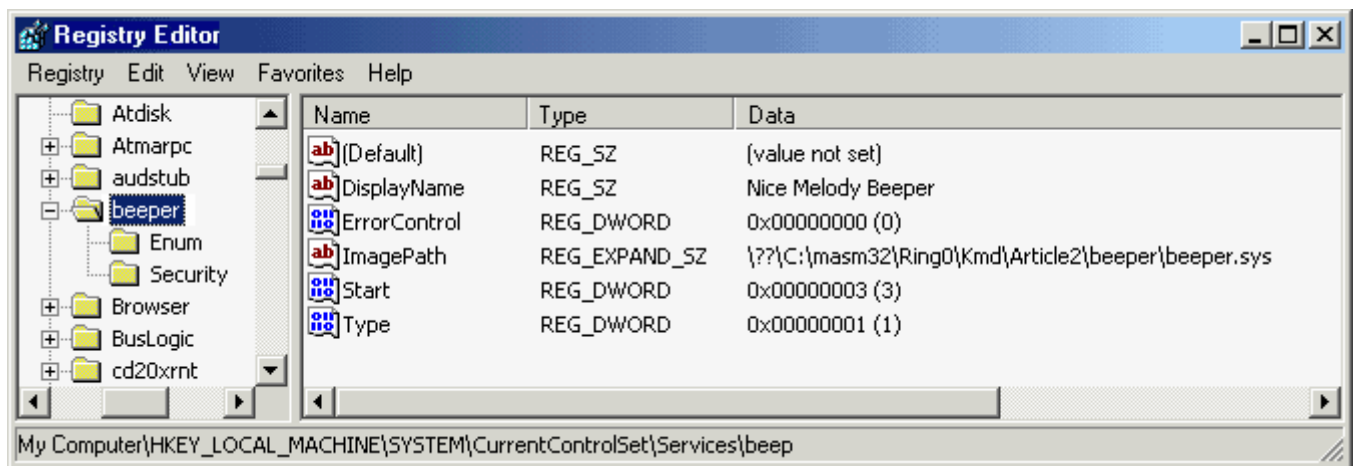 Registry Editor
Registry Edit View Favorites Help
Atdisk
Atmarpc
audstub
beeper
Enum
Security
Browser
BusLogic
cd20xrnt
Name Type Data
(Default) REG_SZ (value not set)
DisplayName REG_SZ Nice Melody Beeper
ErrorControl REG_DWORD 0x00000000 (0)
ImagePath REG_EXPAND_SZ \??\C:\masm32\Ring0\Kmd\Article2\beeper\beeper.sys
Start REG_DWORD 0x00000003 (3)
Type REG_DWORD 0x00000001 (1)
My Computer\HKEY_LOCAL_MACHINE\SYSTEM\CurrentControlSet\Services\beep